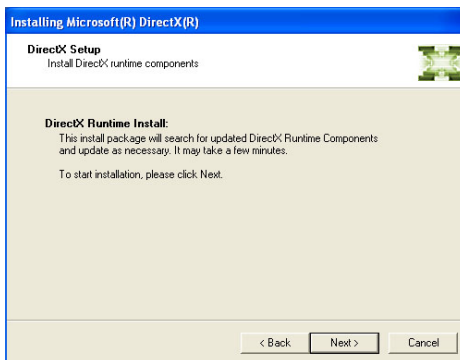 Installing Microsoft(R) DirectX(R)
DirectX Setup
Install DirectX runtime components
DirectX Runtime Install:
This install package will search for updated DirectX Runtime Components
and update as necessary. It may take a few minutes.
To start installation, please click Next.
< Back
Next >
Cancel